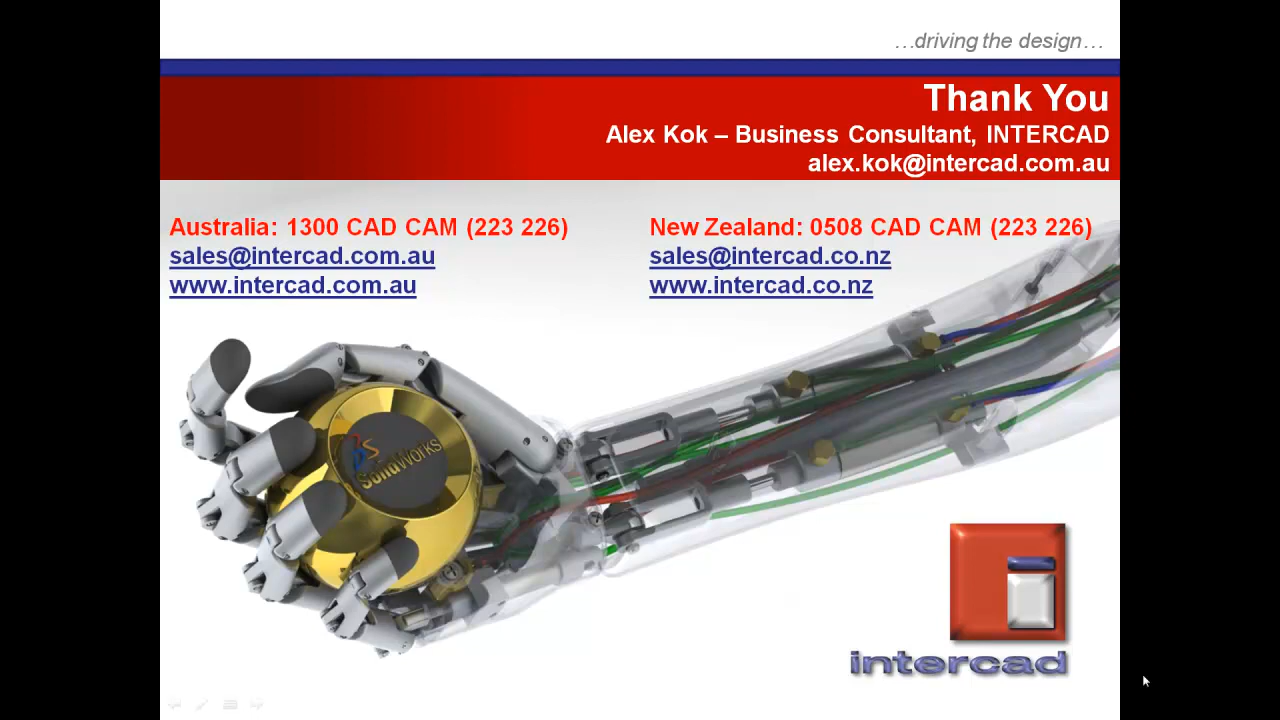 ...driving the design...
Thank You
Alex Kok – Business Consultant, INTERCAD
alex.kok@intercad.com.au
Australia: 1300 CAD CAM (223 226)
sales@intercad.com.au
www.intercad.com.au
New Zealand: 0508 CAD CAM (223 226)
sales@intercad.co.nz
www.intercad.co.nz
SolidWorks
intercad